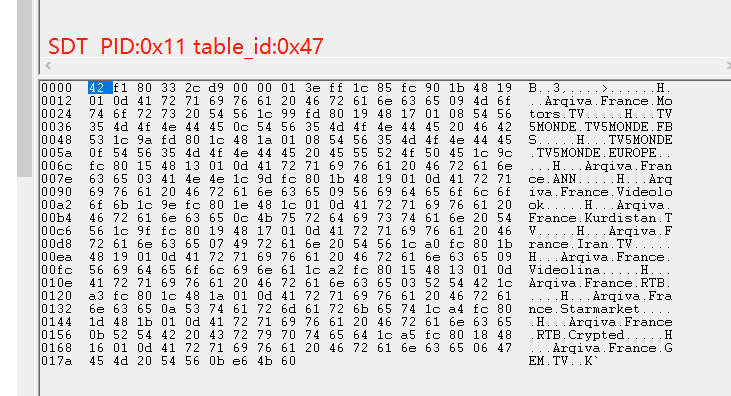 SDT PID:0x11 table_id:0x47
0000 42 f1 80 33 2c d9 00 00 01 3e ff 1c 85 fc 90 1b 48 19 B..3,.....>......H.
0012 01 0d 41 72 71 69 76 61 20 46 72 61 6e 63 65 09 4d 6f ..Arqiva.France.Mo
0024 74 6f 72 73 20 54 56 1c 99 fd 80 19 48 17 01 08 54 56 tors.TV.....H...TV
0036 35 4d 4f 4e 44 45 0c 54 56 35 4d 4f 4e 44 45 20 46 42 5MONDE.TV5MONDE.FB
0048 53 1c 9a fd 80 1c 48 1a 01 08 54 56 35 4d 4f 4e 44 45 S.....H...TV5MONDE
005a 0f 54 56 35 4d 4f 4e 44 45 20 45 55 52 4f 50 45 1c 9c .TV5MONDE.EUROPE..
006c fc 80 15 48 13 01 0d 41 72 71 69 76 61 20 46 72 61 6e ...H...Arqiva.Fran
007e 63 65 03 41 4e 4e 1c 9d fc 80 1b 48 19 01 0d 41 72 71 ce.ANN.....H...Arq
0090 69 76 61 20 46 72 61 6e 63 65 09 56 69 64 65 6f 6c 6f iva.France.Videolo
00a2 6f 6b 1c 9e fc 80 1e 48 1c 01 0d 41 72 71 69 76 61 20 ok.....H...Arqiva.
00b4 46 72 61 6e 63 65 0c 4b 75 72 64 69 73 74 61 6e 20 54 France.Kurdistan.T
00c6 56 1c 9f fc 80 19 48 17 01 0d 41 72 71 69 76 61 20 46 V.....H...Arqiva.F
00d8 72 61 6e 63 65 07 49 72 61 6e 20 54 56 1c a0 fc 80 1b rance.Iran.TV.....
00ea 48 19 01 0d 41 72 71 69 76 61 20 46 72 61 6e 63 65 09 H...Arqiva.France.
00fc 56 69 64 65 6f 6c 69 6e 61 1c a2 fc 80 15 48 13 01 0d Videolina.....H...
010e 41 72 71 69 76 61 20 46 72 61 6e 63 65 03 52 54 42 1c Arqiva.France.RTB.
0120 a3 fc 80 1c 48 1a 01 0d 41 72 71 69 76 61 20 46 72 61 ....H...Arqiva.Fra
0132 6e 63 65 0a 53 74 61 72 6d 61 72 6b 65 74 1c a4 fc 80 nce.Starmarket....
0144 1d 48 1b 01 0d 41 72 71 69 76 61 20 46 72 61 6e 63 65 .H...Arqiva.France
0156 0b 52 54 42 20 43 72 79 70 74 65 64 1c a5 fc 80 18 48 .RTB.Crypted.....H
0168 16 01 0d 41 72 71 69 76 61 20 46 72 61 6e 63 65 06 47 ...Arqiva.France.G
017a 45 4d 20 54 56 0b e6 4b 60 EM.TV..K`